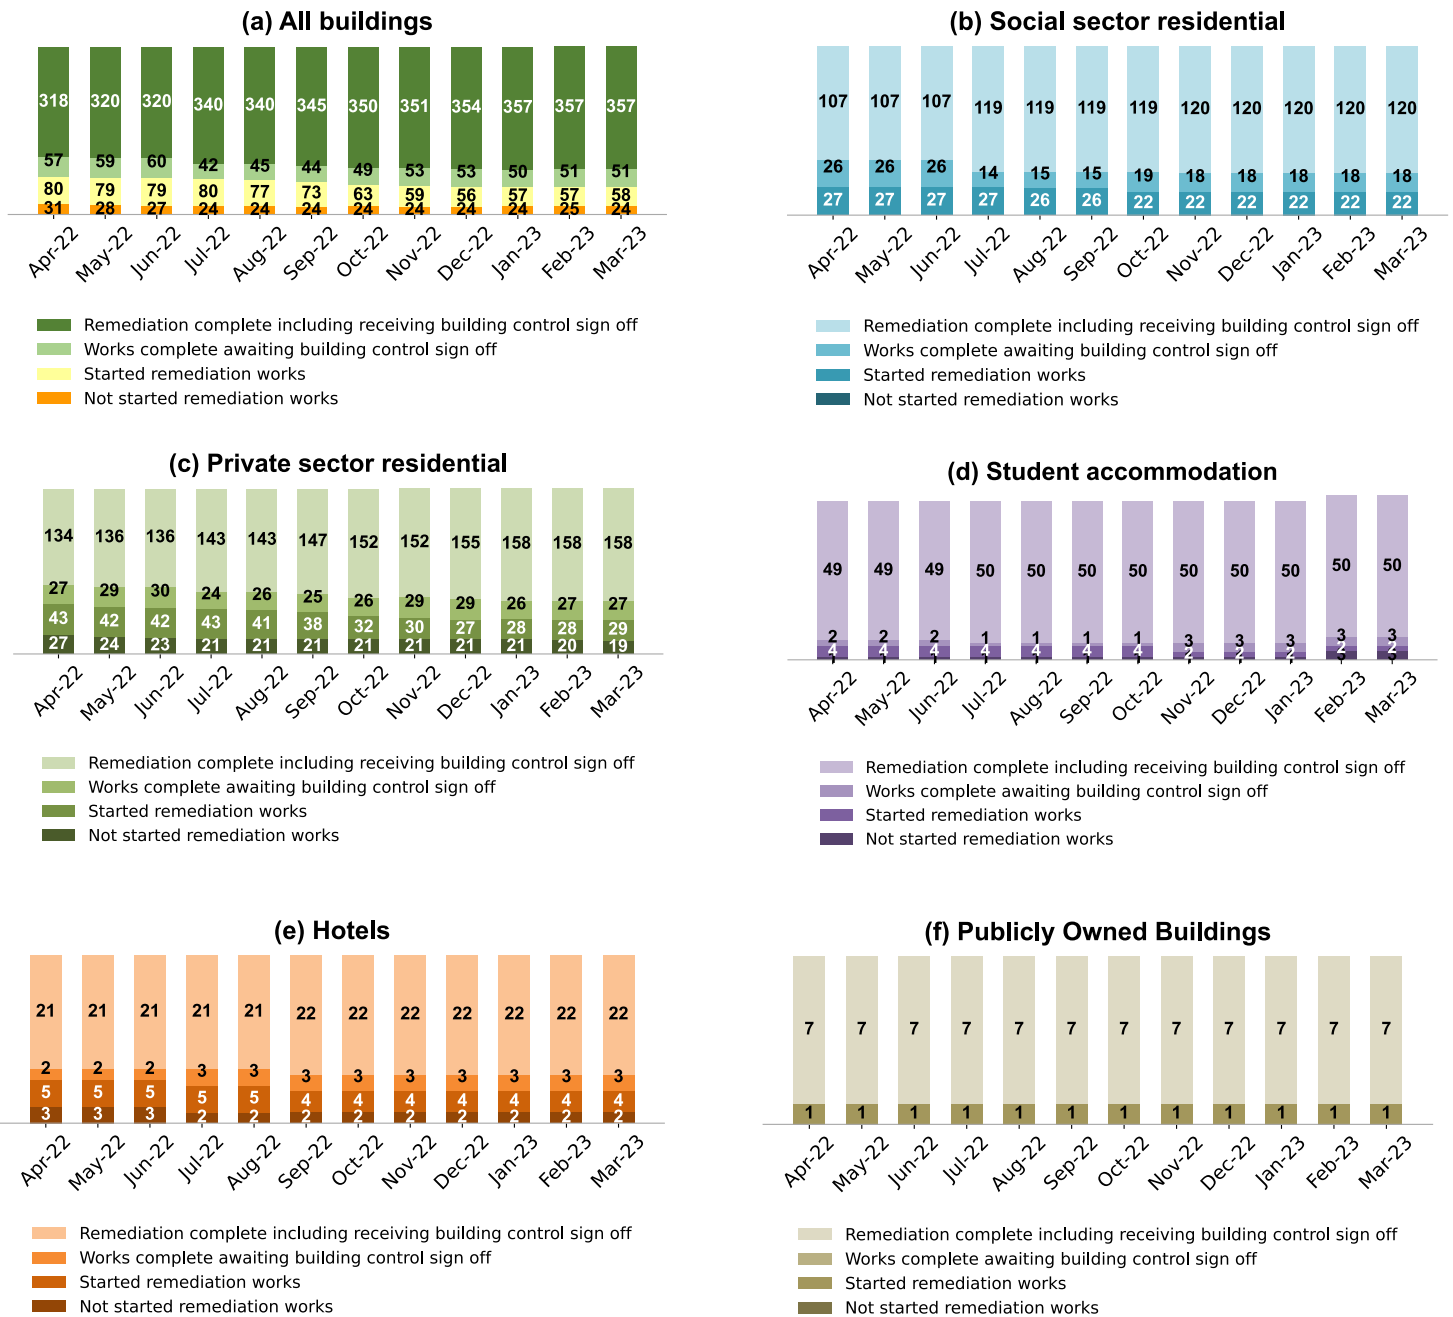 (a) All buildings
318 320 320 340 340 345 350 351 354 357 357 357
57 59 60 42 45 44 49 53 53 50 51 51
80 79 79 80 77 73 63 59 56 57 57 58
31 28 27 24 24 24 24 24 24 24 25 24
Apr-22 May-22 Jun-22 Jul-22 Aug-22 Sep-22 Oct-22 Nov-22 Dec-22 Jan-23 Feb-23 Mar-23
Remediation complete including receiving building control sign off
Works complete awaiting building control sign off
Started remediation works
Not started remediation works
(b) Social sector residential
107 107 107 119 119 119 119 120 120 120 120 120
26 26 26 14 15 15 19 18 18 18 18 18
27 27 27 27 26 26 22 22 22 22 22 22
Apr-22 May-22 Jun-22 Jul-22 Aug-22 Sep-22 Oct-22 Nov-22 Dec-22 Jan-23 Feb-23 Mar-23
Remediation complete including receiving building control sign off
Works complete awaiting building control sign off
Started remediation works
Not started remediation works
(c) Private sector residential
134 136 136 143 143 147 152 152 155 158 158 158
27 29 30 24 26 25 26 29 29 26 27 27
43 42 42 43 41 38 32 30 27 28 28 29
27 24 23 21 21 21 21 21 21 21 20 19
Apr-22 May-22 Jun-22 Jul-22 Aug-22 Sep-22 Oct-22 Nov-22 Dec-22 Jan-23 Feb-23 Mar-23
Remediation complete including receiving building control sign off
Works complete awaiting building control sign off
Started remediation works
Not started remediation works
(d) Student accommodation
49 49 49 50 50 50 50 50 50 50 50 50
2 2 2 1 1 1 1 3 3 3 3 3
4 4 4 4 4 4 4 2 2 2 2 2
1 1 1 1 1 1 1 1 1 1 3 3
Apr-22 May-22 Jun-22 Jul-22 Aug-22 Sep-22 Oct-22 Nov-22 Dec-22 Jan-23 Feb-23 Mar-23
Remediation complete including receiving building control sign off
Works complete awaiting building control sign off
Started remediation works
Not started remediation works
(e) Hotels
21 21 21 21 21 22 22 22 22 22 22 22
2 2 2 3 3 3 3 3 3 3 3 3
5 5 5 5 5 4 4 4 4 4 4 4
3 3 3 2 2 2 2 2 2 2 2 2
Apr-22 May-22 Jun-22 Jul-22 Aug-22 Sep-22 Oct-22 Nov-22 Dec-22 Jan-23 Feb-23 Mar-23
Remediation complete including receiving building control sign off
Works complete awaiting building control sign off
Started remediation works
Not started remediation works
(f) Publicly Owned Buildings
7 7 7 7 7 7 7 7 7 7 7 7
1 1 1 1 1 1 1 1 1 1 1 1
Apr-22 May-22 Jun-22 Jul-22 Aug-22 Sep-22 Oct-22 Nov-22 Dec-22 Jan-23 Feb-23 Mar-23
Remediation complete including receiving building control sign off
Works complete awaiting building control sign off
Started remediation works
Not started remediation works